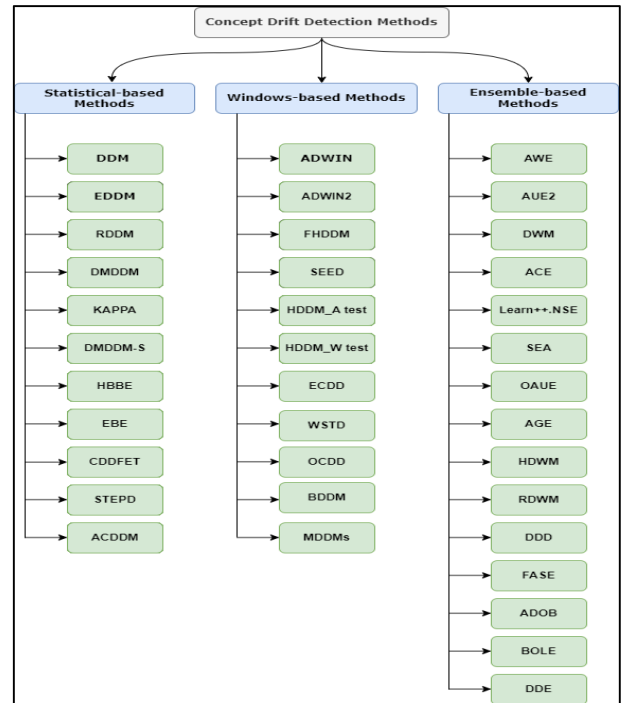 Concept Drift Detection Methods
Statistical-based
Methods
DDM
EDDM
RDDM
DMDDM
KAPPA
DMDDM-S
HBBE
EBE
CDDFET
STEPD
ACDDM
Windows-based Methods
ADWIN
ADWIN2
FHDDM
SEED
HDDM_A test
HDDM_W test
ECDD
WSTD
OCDD
BDDM
MDDMs
Ensemble-based
Methods
AWE
AUE2
DWM
ACE
Learn++.NSE
SEA
OAUE
AGE
HDWM
RDWM
DDD
FASE
ADOB
BOLE
DDE